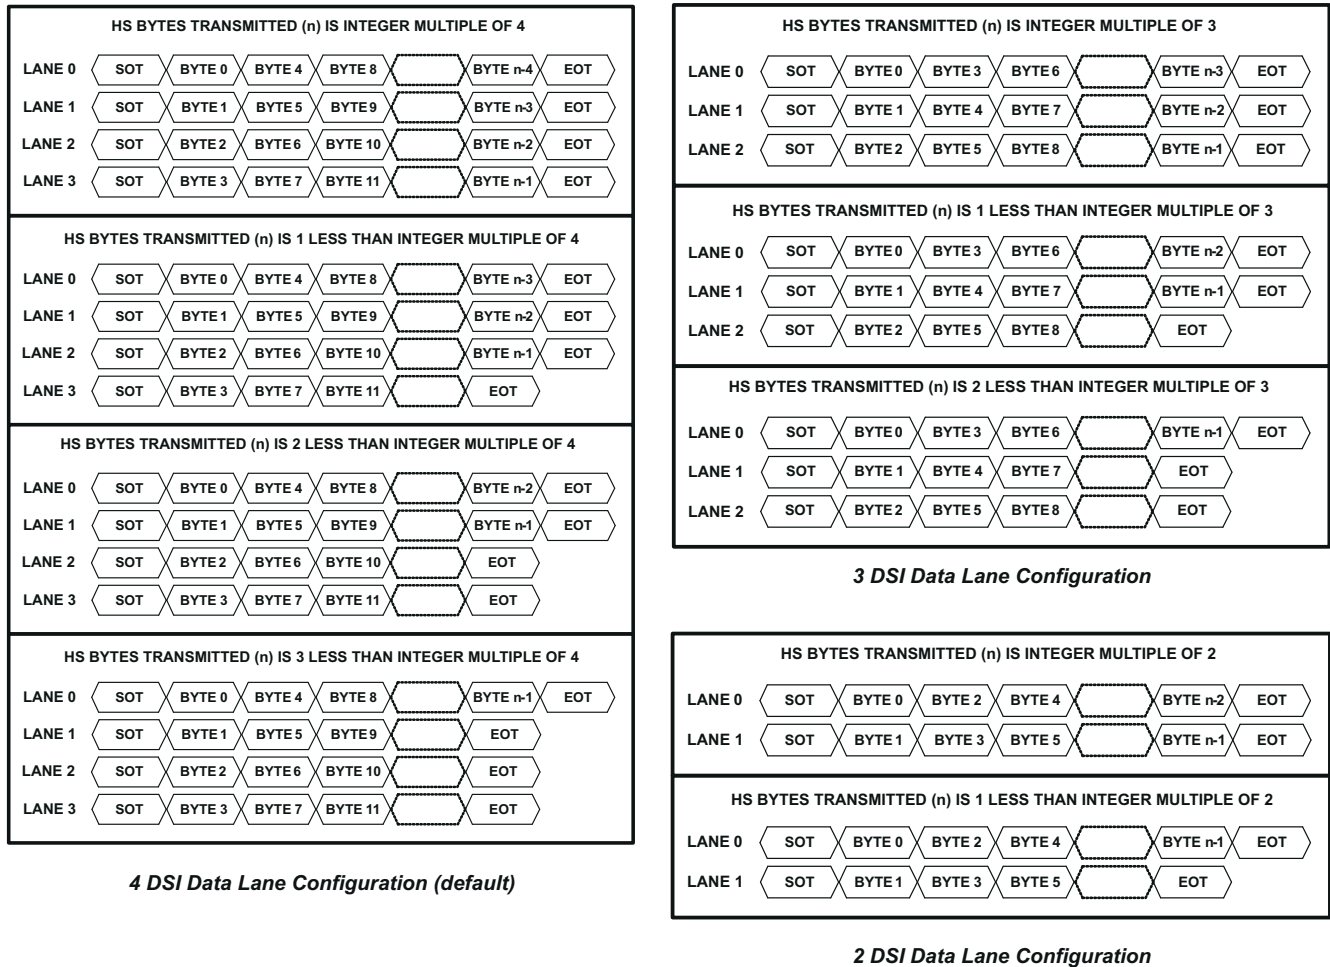 HS BYTES TRANSMITTED (n) IS INTEGER MULTIPLE OF 4
LANE 0 SOT BYTE 0 BYTE 4 BYTE 8 BYTE n-4 EOT
LANE 1 SOT BYTE 1 BYTE 5 BYTE 9 BYTE n-3 EOT
LANE 2 SOT BYTE 2 BYTE 6 BYTE 10 BYTE n-2 EOT
LANE 3 SOT BYTE 3 BYTE 7 BYTE 11 BYTE n-1 EOT
HS BYTES TRANSMITTED (n) IS 1 LESS THAN INTEGER MULTIPLE OF 4
LANE 0 SOT BYTE 0 BYTE 4 BYTE 8 BYTE n-3 EOT
LANE 1 SOT BYTE 1 BYTE 5 BYTE 9 BYTE n-2 EOT
LANE 2 SOT BYTE 2 BYTE 6 BYTE 10 BYTE n-1 EOT
LANE 3 SOT BYTE 3 BYTE 7 BYTE 11 EOT
HS BYTES TRANSMITTED (n) IS 2 LESS THAN INTEGER MULTIPLE OF 4
LANE 0 SOT BYTE 0 BYTE 4 BYTE 8 BYTE n-2 EOT
LANE 1 SOT BYTE 1 BYTE 5 BYTE 9 BYTE n-1 EOT
LANE 2 SOT BYTE 2 BYTE 6 BYTE 10 EOT
LANE 3 SOT BYTE 3 BYTE 7 BYTE 11 EOT
HS BYTES TRANSMITTED (n) IS 3 LESS THAN INTEGER MULTIPLE OF 4
LANE 0 SOT BYTE 0 BYTE 4 BYTE 8 BYTE n-1 EOT
LANE 1 SOT BYTE 1 BYTE 5 BYTE 9 EOT
LANE 2 SOT BYTE 2 BYTE 6 BYTE 10 EOT
LANE 3 SOT BYTE 3 BYTE 7 BYTE 11 EOT
4 DSI Data Lane Configuration (default)
HS BYTES TRANSMITTED (n) IS INTEGER MULTIPLE OF 3
LANE 0 SOT BYTE 0 BYTE 3 BYTE 6 BYTE n-3 EOT
LANE 1 SOT BYTE 1 BYTE 4 BYTE 7 BYTE n-2 EOT
LANE 2 SOT BYTE 2 BYTE 5 BYTE 8 BYTE n-1 EOT
HS BYTES TRANSMITTED (n) IS 1 LESS THAN INTEGER MULTIPLE OF 3
LANE 0 SOT BYTE 0 BYTE 3 BYTE 6 BYTE n-2 EOT
LANE 1 SOT BYTE 1 BYTE 4 BYTE 7 BYTE n-1 EOT
LANE 2 SOT BYTE 2 BYTE 5 BYTE 8 EOT
HS BYTES TRANSMITTED (n) IS 2 LESS THAN INTEGER MULTIPLE OF 3
LANE 0 SOT BYTE 0 BYTE 3 BYTE 6 BYTE n-1 EOT
LANE 1 SOT BYTE 1 BYTE 4 BYTE 7 EOT
LANE 2 SOT BYTE 2 BYTE 5 BYTE 8 EOT
3 DSI Data Lane Configuration
HS BYTES TRANSMITTED (n) IS INTEGER MULTIPLE OF 2
LANE 0 SOT BYTE 0 BYTE 2 BYTE 4 BYTE n-2 EOT
LANE 1 SOT BYTE 1 BYTE 3 BYTE 5 BYTE n-1 EOT
HS BYTES TRANSMITTED (n) IS 1 LESS THAN INTEGER MULTIPLE OF 2
LANE 0 SOT BYTE 0 BYTE 2 BYTE 4 BYTE n-1 EOT
LANE 1 SOT BYTE 1 BYTE 3 BYTE 5 EOT
2 DSI Data Lane Configuration